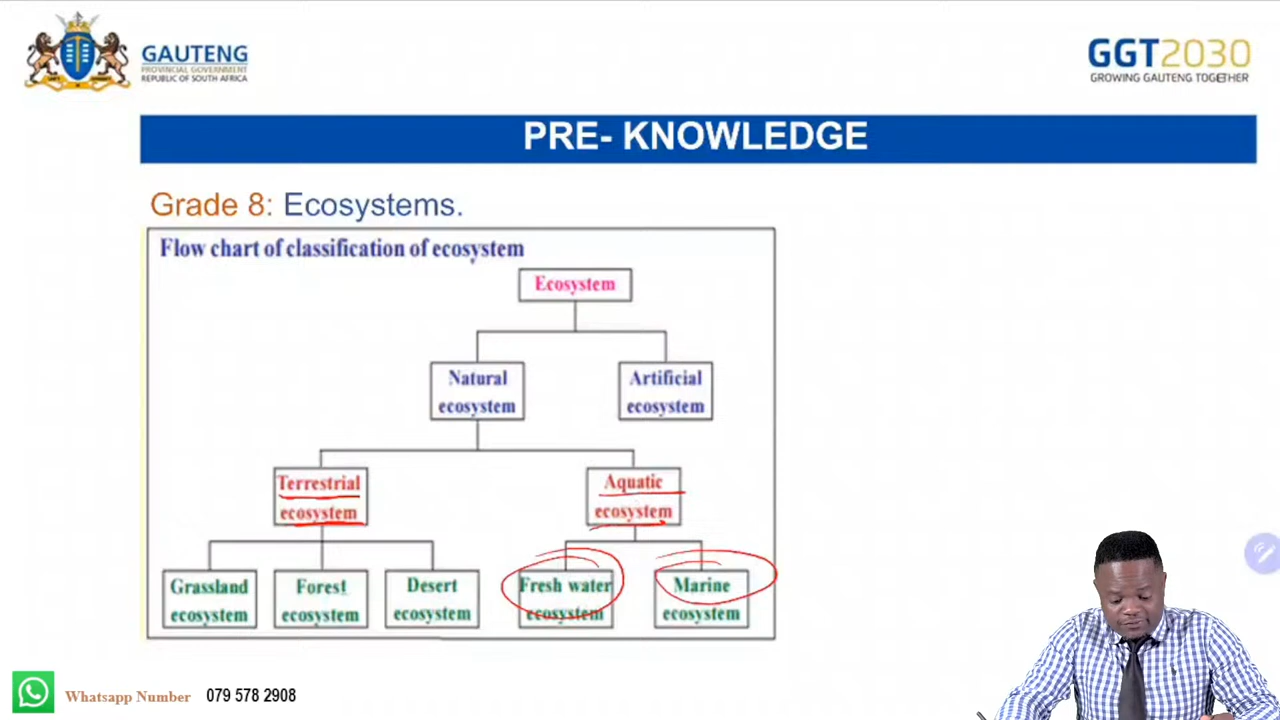 GAUTENG
PROVINCIAL GOVERNMENT
REPUBLIC OF SOUTH AFRICA
GGT2030
GROWING GAUTENG TOGETHER
PRE- KNOWLEDGE
Grade 8: Ecosystems.
Flow chart of classification of ecosystem
Ecosystem
Natural
ecosystem
Artificial
ecosystem
Terrestrial
ecosystem
Aquatic
ecosystem
Grassland
ecosystem
Forest
ecosystem
Desert
ecosystem
Fresh water
ecosystem
Marine
ecosystem
Whatsapp Number 079 578 2908